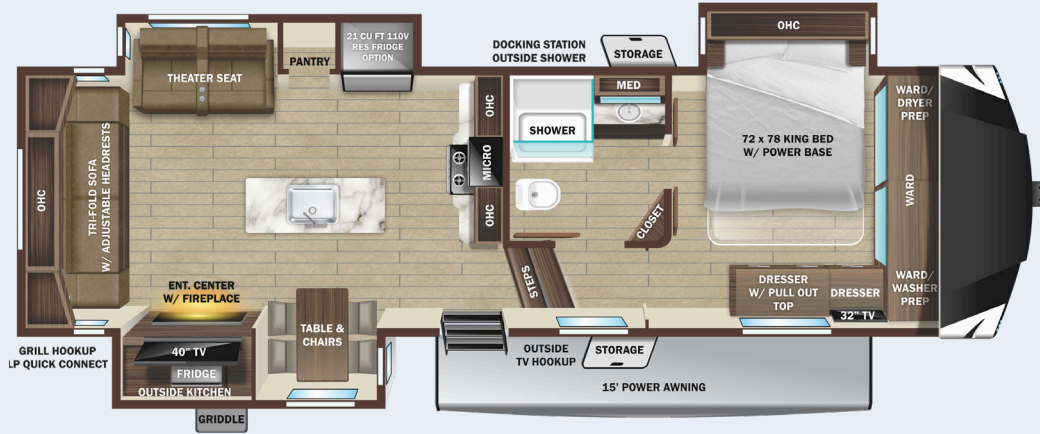 OHC
21 CU FT 110V
RES FRIDGE
OPTION
DOCKING STATION
OUTSIDE SHOWER
STORAGE
PANTRY
THEATER SEAT
MED
WARD/
DRYER
PREP
OHC
SHOWER
72 x 78 KING BED
W/ POWER BASE
MICRO
OHC
TRI-FOLD SOFA
W/ ADJUSTABLE HEADRESTS
WARD
OHC
CLOSET
STEPS
ENT. CENTER
W/ FIREPLACE
DRESSER
W/ PULL OUT
TOP
DRESSER
WARD/
WASHER
PREP
32" TV
TABLE &
CHAIRS
GRILL HOOKUP
LP QUICK CONNECT
40" TV
FRIDGE
OUTSIDE KITCHEN
GRIDDLE
OUTSIDE
TV HOOKUP
STORAGE
15' POWER AWNING